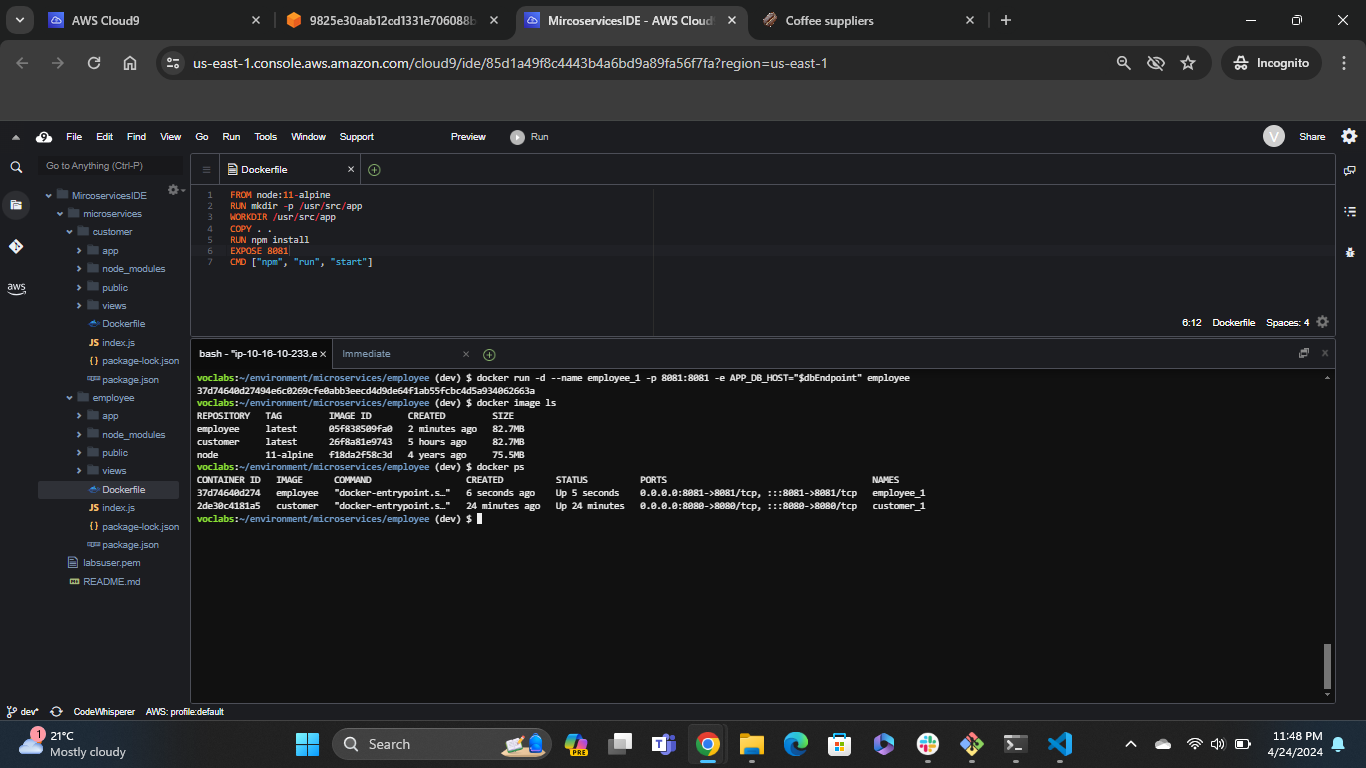 AWS Cloud9
9825e30aab12cd1331e706088b
MircoservicesIDE - AWS Cloud9
Coffee suppliers
us-east-1.console.aws.amazon.com/cloud9/ide/85d1a49f8c4443b4a6bd9a89fa56f7fa?region=us-east-1
Incognito
File Edit Find View Go Run Tools Window Support Preview Run
V Share
Go to Anything (Ctrl-P)
MircoservicesIDE
microservices
customer
app
node_modules
public
views
Dockerfile
JS index.js
package-lock.json
package.json
employee
app
node_modules
public
views
Dockerfile
JS index.js
package-lock.json
package.json
labsuser.pem
README.md
aws
Dockerfile
1 FROM node:11-alpine
2 RUN mkdir -p /usr/src/app
3 WORKDIR /usr/src/app
4 COPY . .
5 RUN npm install
6 EXPOSE 8081
7 CMD ["npm", "run", "start"]
6:12 Dockerfile Spaces: 4
bash - "ip-10-16-10-233.e
Immediate
voclabs:~/environment/microservices/employee (dev) $ docker run -d --name employee_1 -p 8081:8081 -e APP_DB_HOST="$dbEndpoint" employee
37d74640d27494e6c0269cfe0abb3eecd4d9de64f1ab55fcbc4d5a934062663a
voclabs:~/environment/microservices/employee (dev) $ docker image ls
REPOSITORY TAG IMAGE ID CREATED SIZE
employee latest 05f838509fa0 2 minutes ago 82.7MB
customer latest 26f8a81e9743 5 hours ago 82.7MB
node 11-alpine f18da2f58c3d 4 years ago 75.5MB
voclabs:~/environment/microservices/employee (dev) $ docker ps
CONTAINER ID IMAGE COMMAND CREATED STATUS PORTS NAMES
37d74640d274 employee "docker-entrypoint.s…" 6 seconds ago Up 5 seconds 0.0.0.0:8081->8081/tcp, :::8081->8081/tcp employee_1
2de30c4181a5 customer "docker-entrypoint.s…" 24 minutes ago Up 24 minutes 0.0.0.0:8080->8080/tcp, :::8080->8080/tcp customer_1
voclabs:~/environment/microservices/employee (dev) $
dev* CodeWhisperer AWS: profile:default
1
21°C
Mostly cloudy
Search
PRE
11:48 PM
4/24/2024